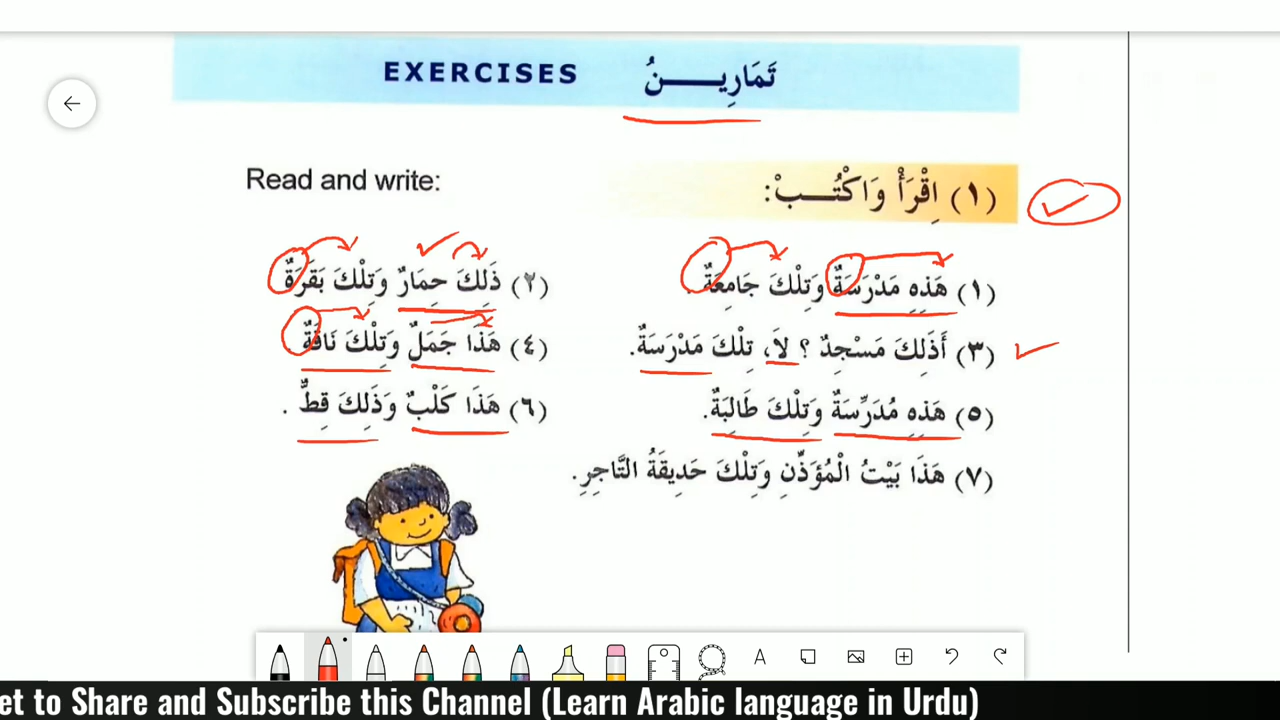 EXERCISES تَمَارِيـــــنُ
Read and write:
(١) اِقْرَأْ وَاكْتُـــبْ:
(١) هَذِهِ مَدْرَسَةٌ وَتِلْكَ جَامِعَةٌ.
(٢) ذَلِكَ حِمَارٌ وَتِلْكَ بَقَرَةٌ
(٣) أَذَلِكَ مَسْجِدٌ ؟ لاَ، تِلْكَ مَدْرَسَةٌ.
(٤) هَذَا جَمَلٌ وَتِلْكَ نَاقَةٌ
(٥) هَذِهِ مُدَرِّسَةٌ وَتِلْكَ طَالِبَةٌ.
(٦) هَذَا كَلْبٌ وَذَلِكَ قِطٌّ .
(٧) هَذَا بَيْتُ الْمُؤَذِّنِ وَتِلْكَ حَدِيقَةُ التَّاجِرِ.
A
et to Share and Subscribe this Channel (Learn Arabic language in Urdu)